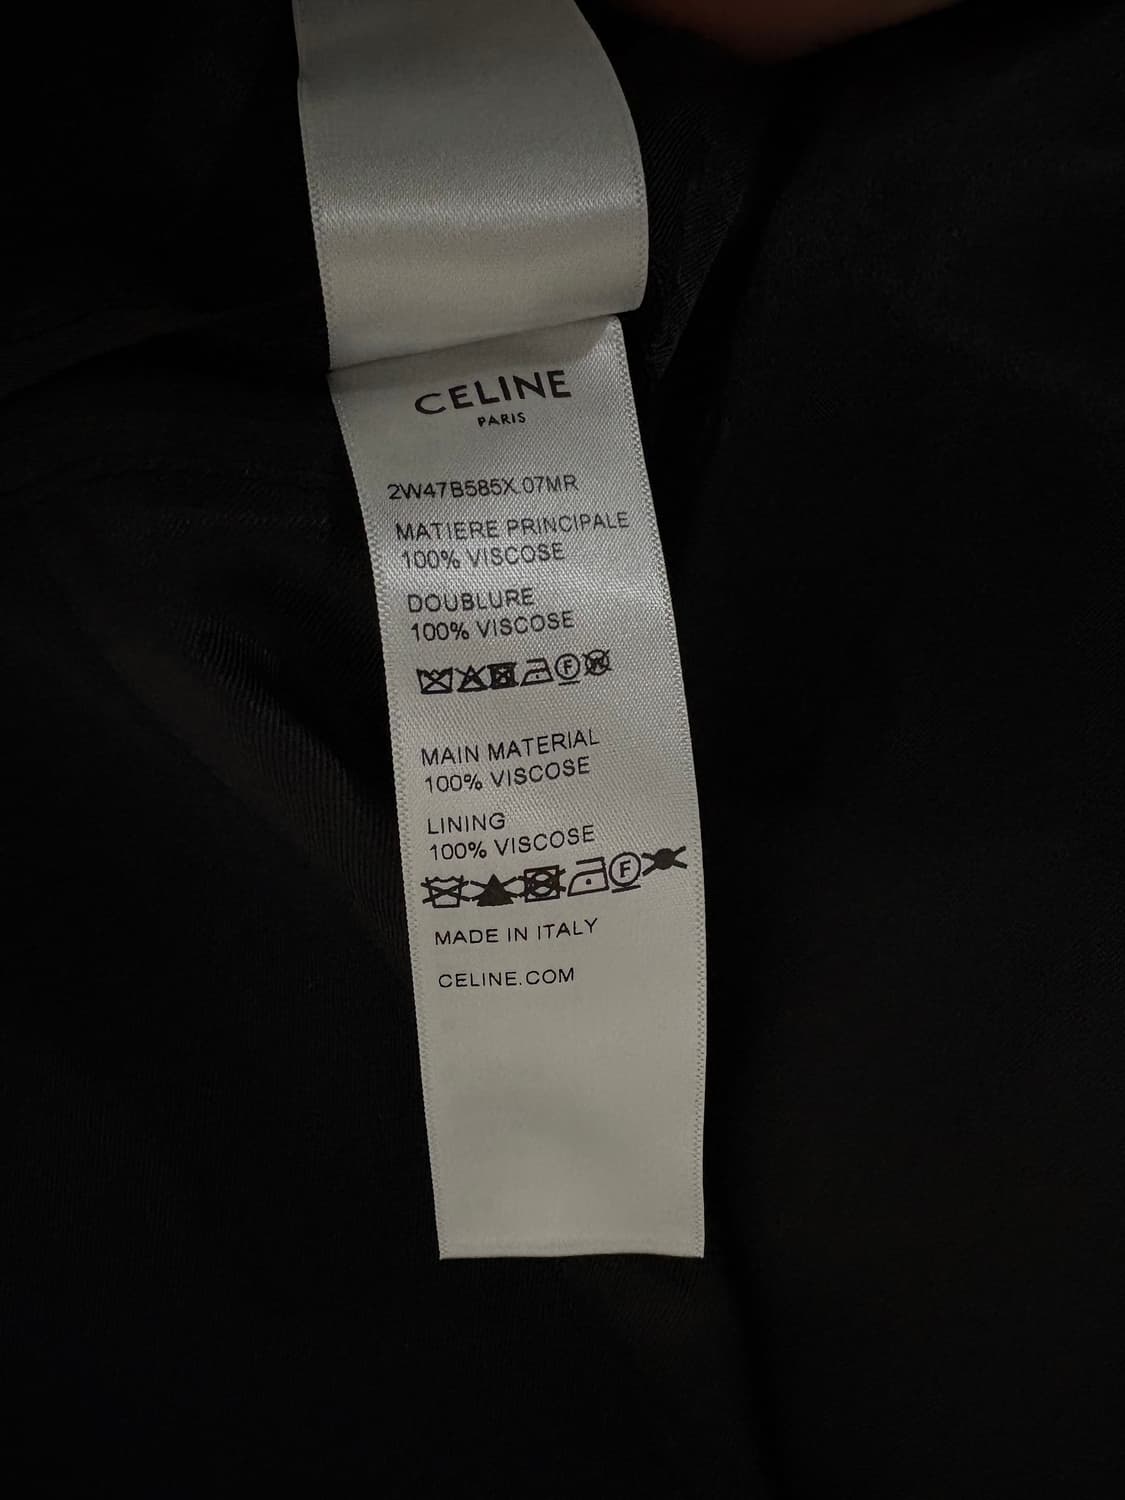 CELINE
PARIS
2W47B585X.07MR
MATIERE PRINCIPALE
100% VISCOSE
DOUBLURE
100% VISCOSE
F W
MAIN MATERIAL
100% VISCOSE
LINING
100% VISCOSE
F
MADE IN ITALY
CELINE.COM